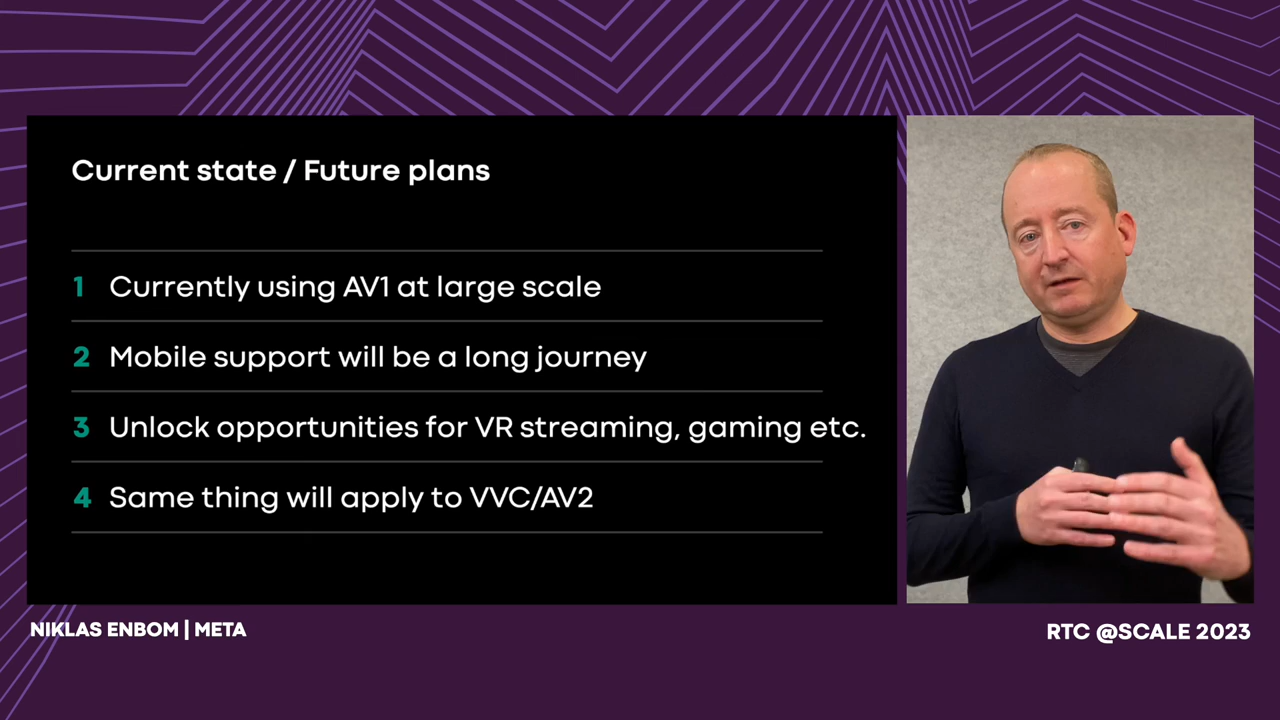 Current state / Future plans
1 Currently using AV1 at large scale
2 Mobile support will be a long journey
3 Unlock opportunities for VR streaming, gaming etc.
4 Same thing will apply to VVC/AV2
NIKLAS ENBOM | META
RTC @SCALE 2023